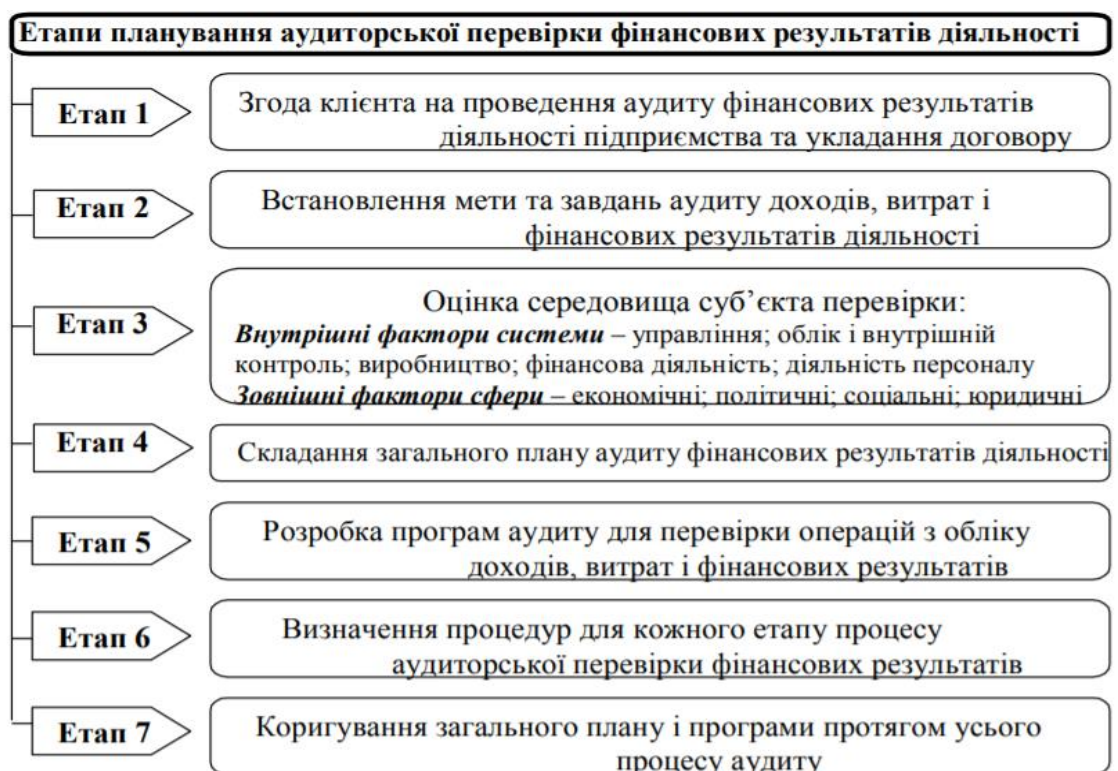 Етапи планування аудиторської перевірки фінансових результатів діяльності
Етап 1
Згода клієнта на проведення аудиту фінансових результатів
діяльності підприємства та укладання договору
Етап 2
Встановлення мети та завдань аудиту доходів, витрат і
фінансових результатів діяльності
Етап 3
Оцінка середовища суб’єкта перевірки:
Внутрішні фактори системи – управління; облік і внутрішній
контроль; виробництво; фінансова діяльність; діяльність персоналу
Зовнішні фактори сфери – економічні; політичні; соціальні; юридичні
Етап 4
Складання загального плану аудиту фінансових результатів діяльності
Етап 5
Розробка програм аудиту для перевірки операцій з обліку
доходів, витрат і фінансових результатів
Етап 6
Визначення процедур для кожного етапу процесу
аудиторської перевірки фінансових результатів
Етап 7
Коригування загального плану і програми протягом усього
процесу аудиту